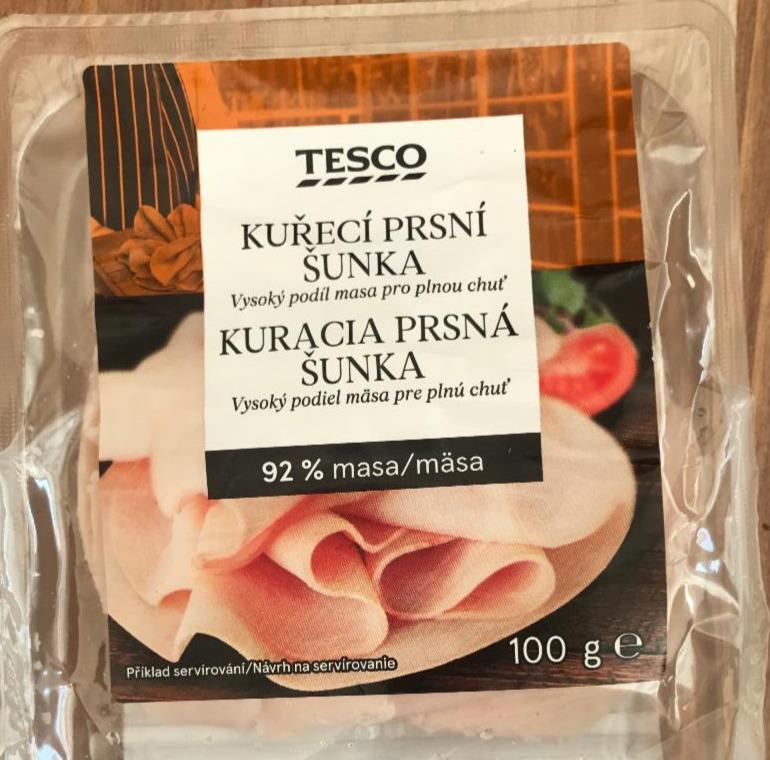 TESCO
KUŘECÍ PRSNÍ
ŠUNKA
Vysoký podíl masa pro plnou chuť
KURACIA PRSNÁ
ŠUNKA
Vysoký podiel mäsa pre plnú chuť
92 % masa/mäsa
100 g ℮
Příklad servírování/Návrh na servírovanie